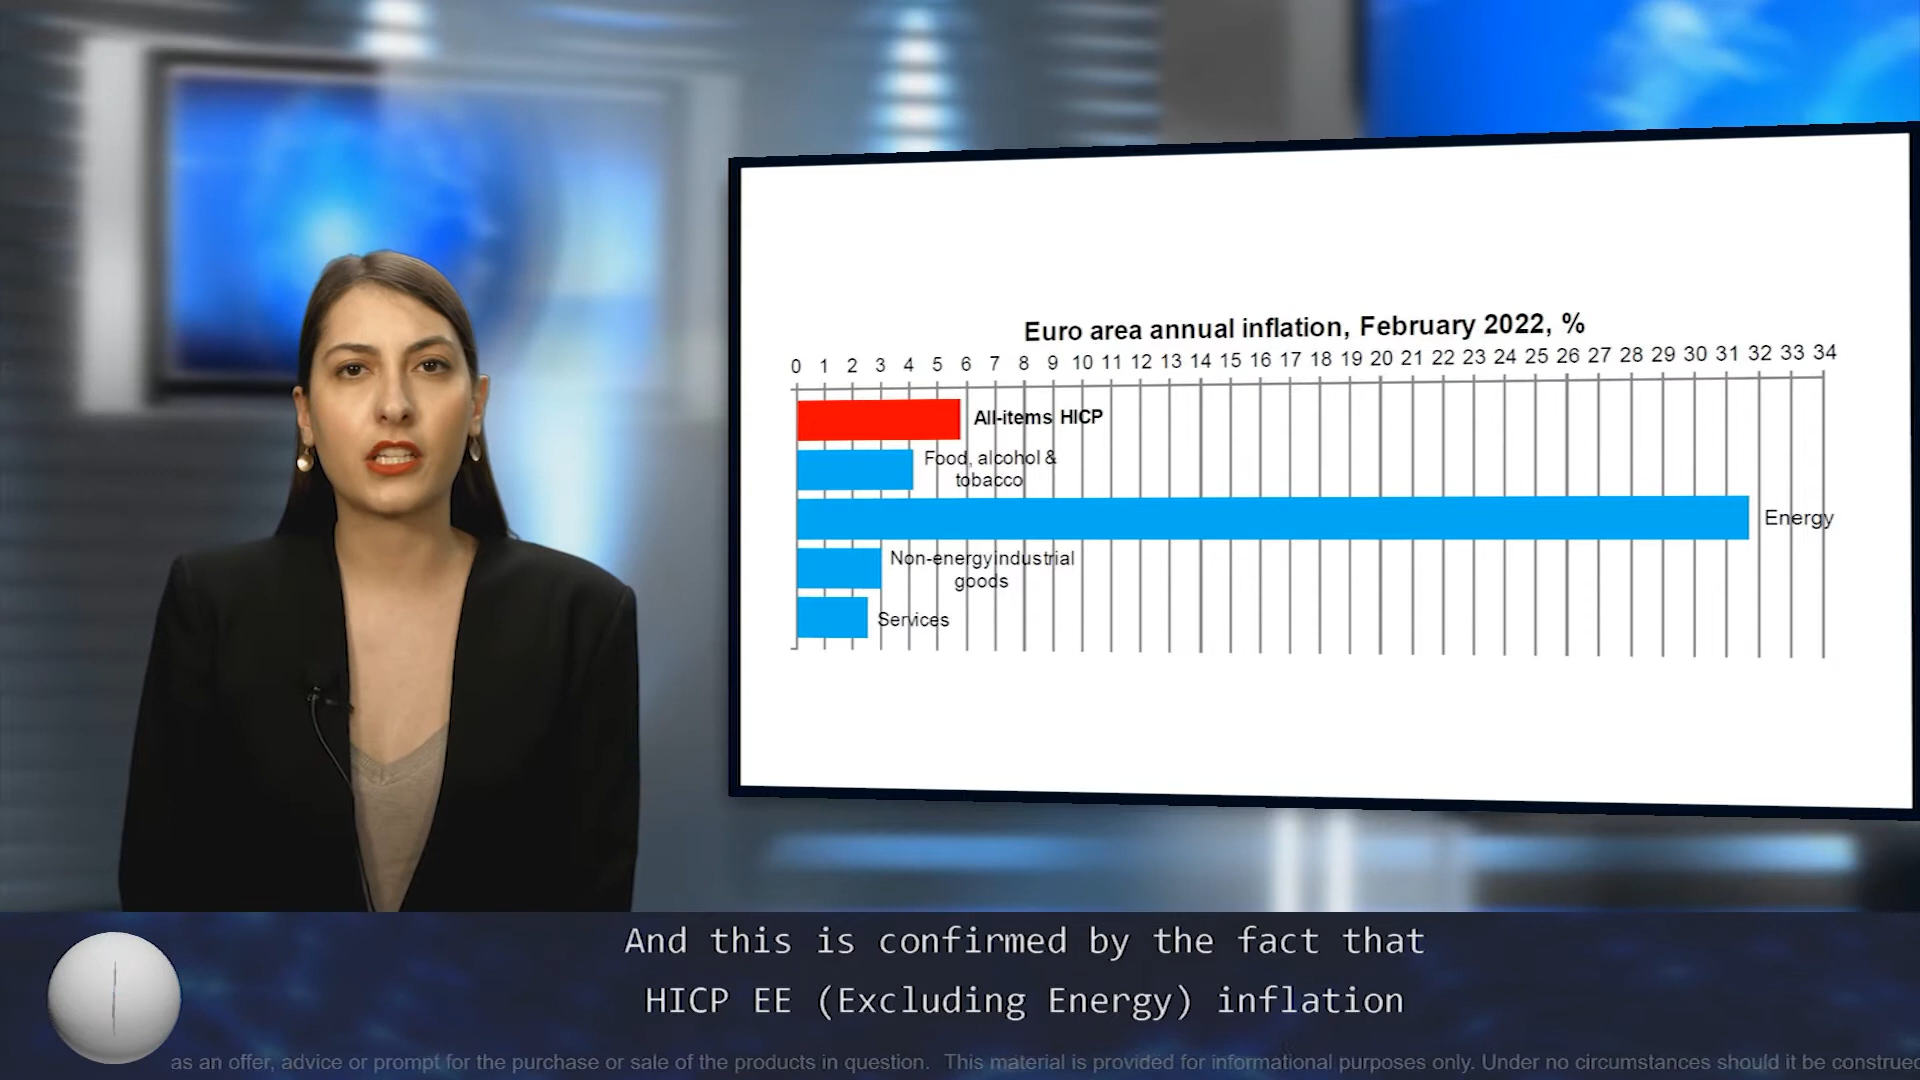 Euro area annual inflation, February 2022, %
0 1 2 3 4 5 6 7 8 9 10 11 12 13 14 15 16 17 18 19 20 21 22 23 24 25 26 27 28 29 30 31 32 33 34
All-items HICP
Food, alcohol &
tobacco
Energy
Non-energy industrial
goods
Services
And this is confirmed by the fact that
HICP EE (Excluding Energy) inflation
as an offer, advice or prompt for the purchase or sale of the products in question. This material is provided for informational purposes only. Under no circumstances should it be construed